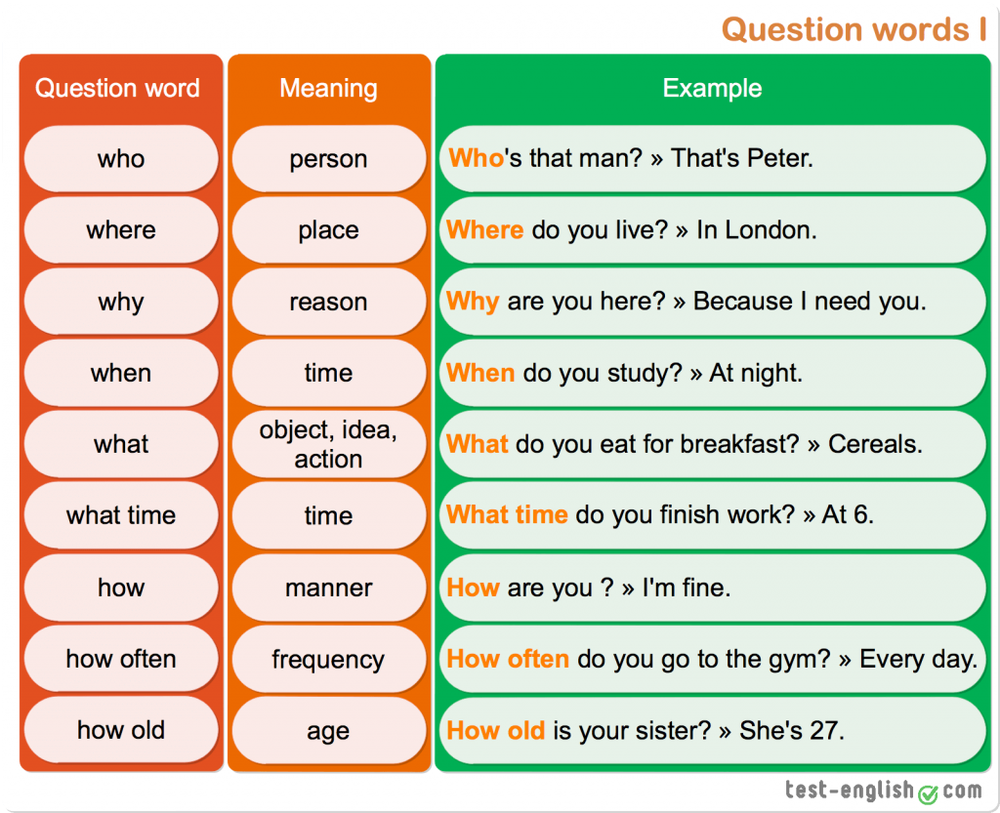 Question words I
Question word Meaning Example
who person Who's that man? » That's Peter.
where place Where do you live? » In London.
why reason Why are you here? » Because I need you.
when time When do you study? » At night.
what object, idea, action What do you eat for breakfast? » Cereals.
what time time What time do you finish work? » At 6.
how manner How are you ? » I'm fine.
how often frequency How often do you go to the gym? » Every day.
how old age How old is your sister? » She's 27.
test-english com